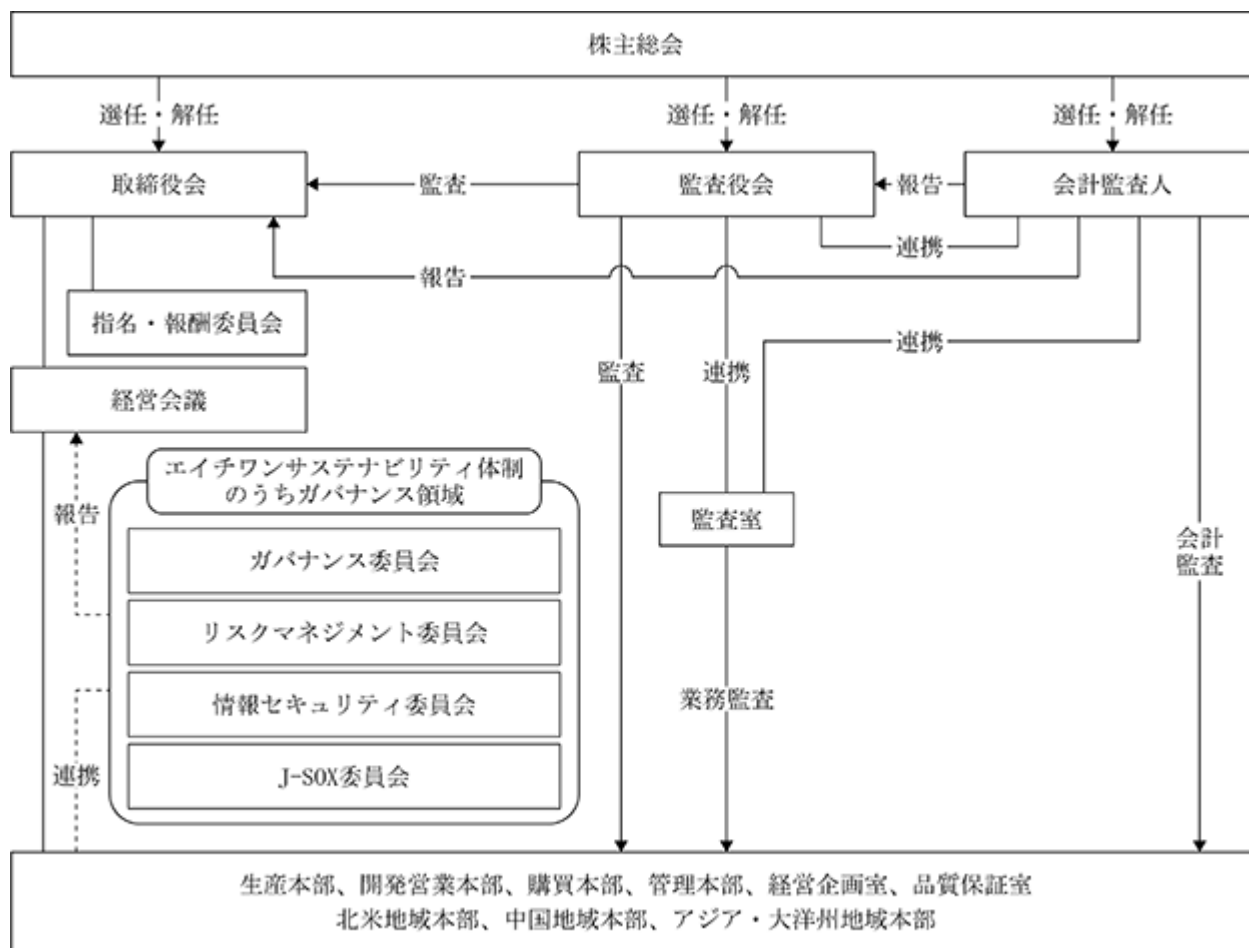 株主総会
選任・解任
選任・解任
選任・解任
取締役会
監査
監査役会
報告
会計監査人
連携
報告
指名・報酬委員会
連携
監査
連携
経営会議
エイチワンサステナビリティ体制
のうちガバナンス領域
報告
監査室
会計
監査
ガバナンス委員会
リスクマネジメント委員会
情報セキュリティ委員会
業務監査
連携
J-SOX委員会
生産本部、開発営業本部、購買本部、管理本部、経営企画室、品質保証室
北米地域本部、中国地域本部、アジア・大洋州地域本部